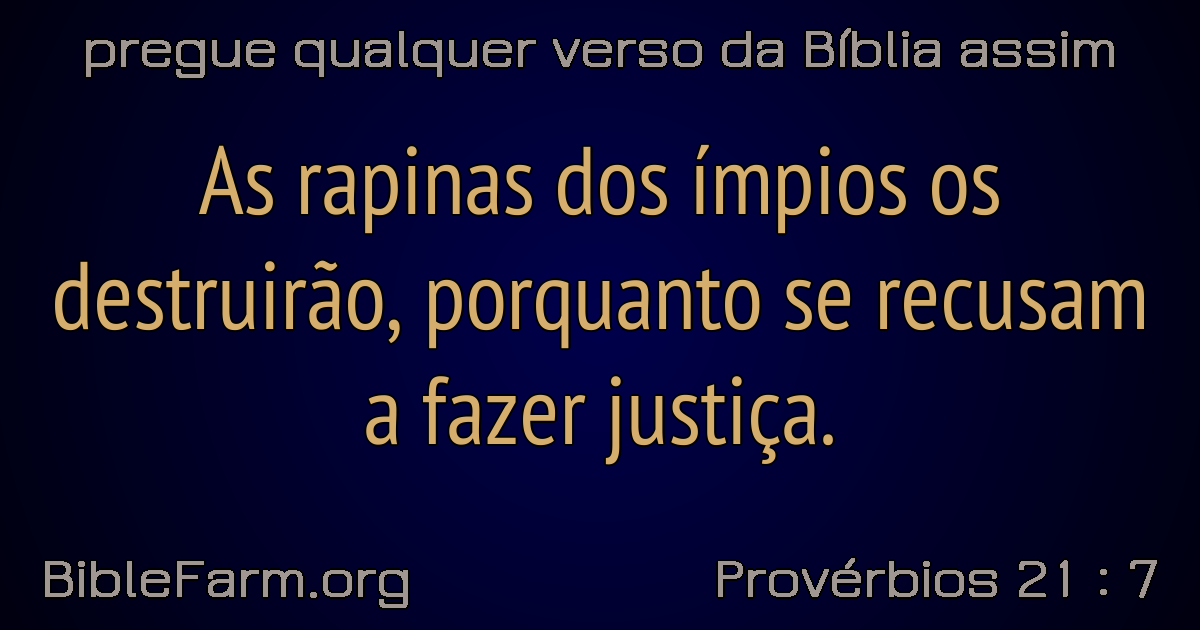 pregue qualquer verso da Bíblia assim
As rapinas dos ímpios os
destruirão, porquanto se recusam
a fazer justiça.
BibleFarm.org
Provérbios 21 : 7